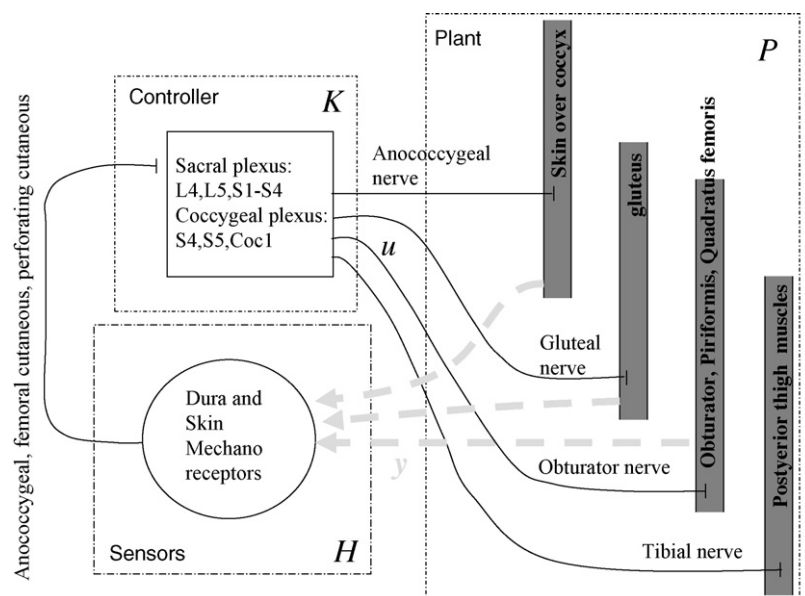 Plant
P
Controller
K
Sacral plexus:
L4,L5,S1-S4
Coccygeal plexus:
S4,S5,Coc1
Anococcygeal
nerve
u
Skin over coccyx
gluteus
Obturator, Piriformis, Quadratus femoris
Postyerior thigh muscles
Anococcygeal, femoral cutaneous, perforating cutaneous
Gluteal
nerve
Dura and
Skin
Mechano
receptors
y
Obturator nerve
Tibial nerve
Sensors
H